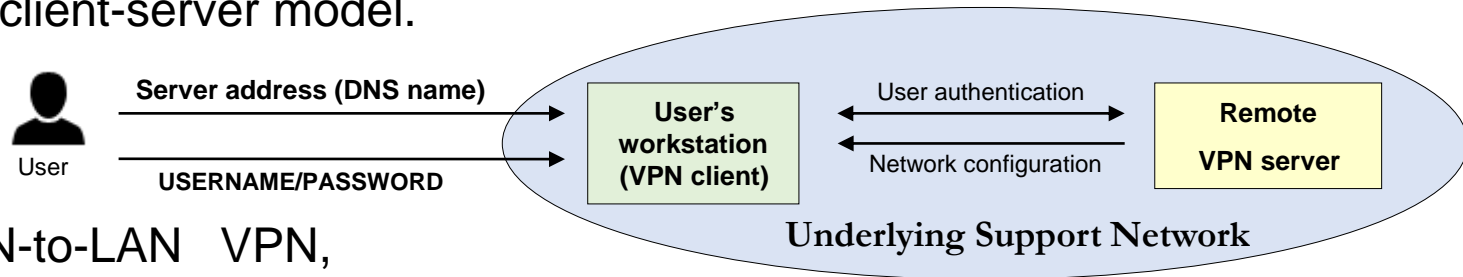 client-server model.
Server address (DNS name)
User
USERNAME/PASSWORD
User's
workstation
(VPN client)
User authentication
Network configuration
Remote
VPN server
Underlying Support Network
N-to-LAN VPN,